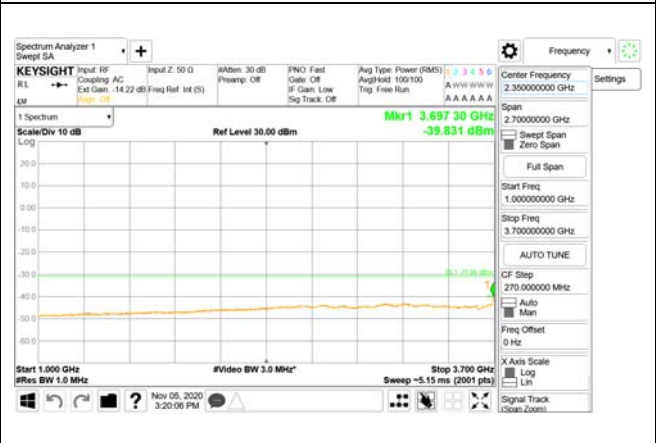 Spectrum Analyzer 1
Swept SA
+
Frequency
KEYSIGHT
RL
LXI
Input: RF
Coupling: AC
Ext Gain: -14.22 dB
Align: Off
Input Z: 50 Ω
Freq Ref: Int (S)
#Atten: 30 dB
Preamp: Off
PNO: Fast
Gate: Off
IF Gain: Low
Sig Track: Off
Avg Type: Power (RMS)
Avg|Hold: 100/100
Trig: Free Run
1 2 3 4 5 6
A W W W W W
A A A A A A
1 Spectrum
Scale/Div 10 dB
Log
Ref Level 30.00 dBm
Mkr1 3.697 30 GHz
-39.831 dBm
20.0
10.0
0.00
-10.0
-20.0
-30.0
-40.0
-50.0
-60.0
1
Start 1.000 GHz
#Res BW 1.0 MHz
#Video BW 3.0 MHz*
Stop 3.700 GHz
Sweep ~5.15 ms (2001 pts)
Center Frequency
2.350000000 GHz
Settings
Span
2.70000000 GHz
Swept Span
Zero Span
Full Span
Start Freq
1.000000000 GHz
Stop Freq
3.700000000 GHz
AUTO TUNE
CF Step
270.000000 MHz
Auto
Man
Freq Offset
0 Hz
X Axis Scale
Log
Lin
Signal Track
(Span Zoom)
?
Nov 05, 2020
3:20:06 PM